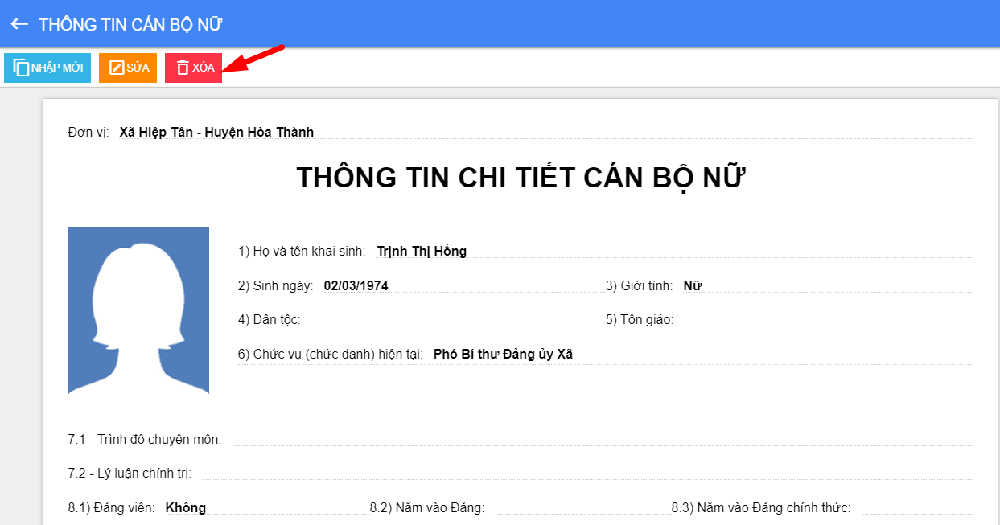 THÔNG TIN CÁN BỘ NỮ
NHẬP MỚI SỬA XÓA
Đơn vị: Xã Hiệp Tân - Huyện Hòa Thành
THÔNG TIN CHI TIẾT CÁN BỘ NỮ
1) Họ và tên khai sinh: Trịnh Thị Hồng
2) Sinh ngày: 02/03/1974 3) Giới tính: Nữ
4) Dân tộc: 5) Tôn giáo:
6) Chức vụ (chức danh) hiện tại: Phó Bí thư Đảng ủy Xã
7.1 - Trình độ chuyên môn:
7.2 - Lý luận chính trị:
8.1) Đảng viên: Không 8.2) Năm vào Đảng: 8.3) Năm vào Đảng chính thức: